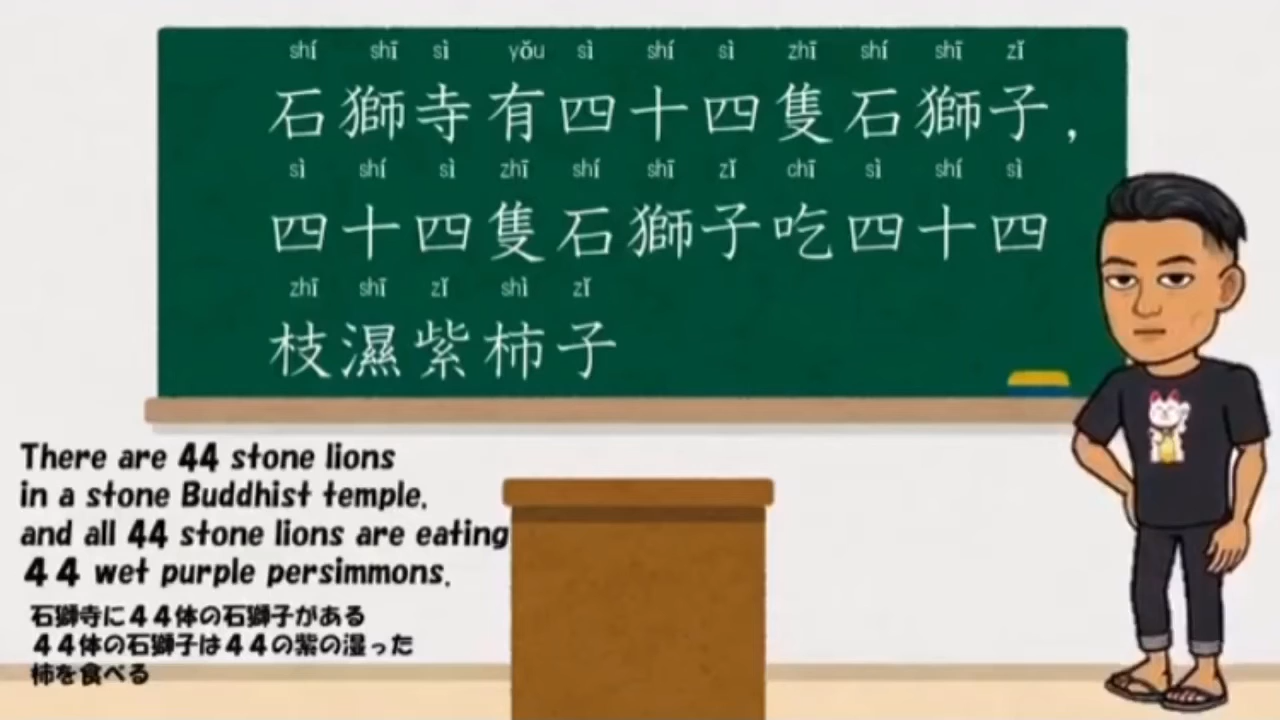 shí shī sì yǒu sì shí sì zhī shí shī zǐ
石獅寺有四十四隻石獅子，
sì shí sì zhī shí shī zǐ chī sì shí sì
四十四隻石獅子吃四十四
zhī shī zǐ shì zǐ
枝濕紫柿子
There are 44 stone lions
in a stone Buddhist temple.
and all 44 stone lions are eating
４４ wet purple persimmons.
石獅寺に４４体の石獅子がある
４４体の石獅子は４４の紫の湿った
柿を食べる